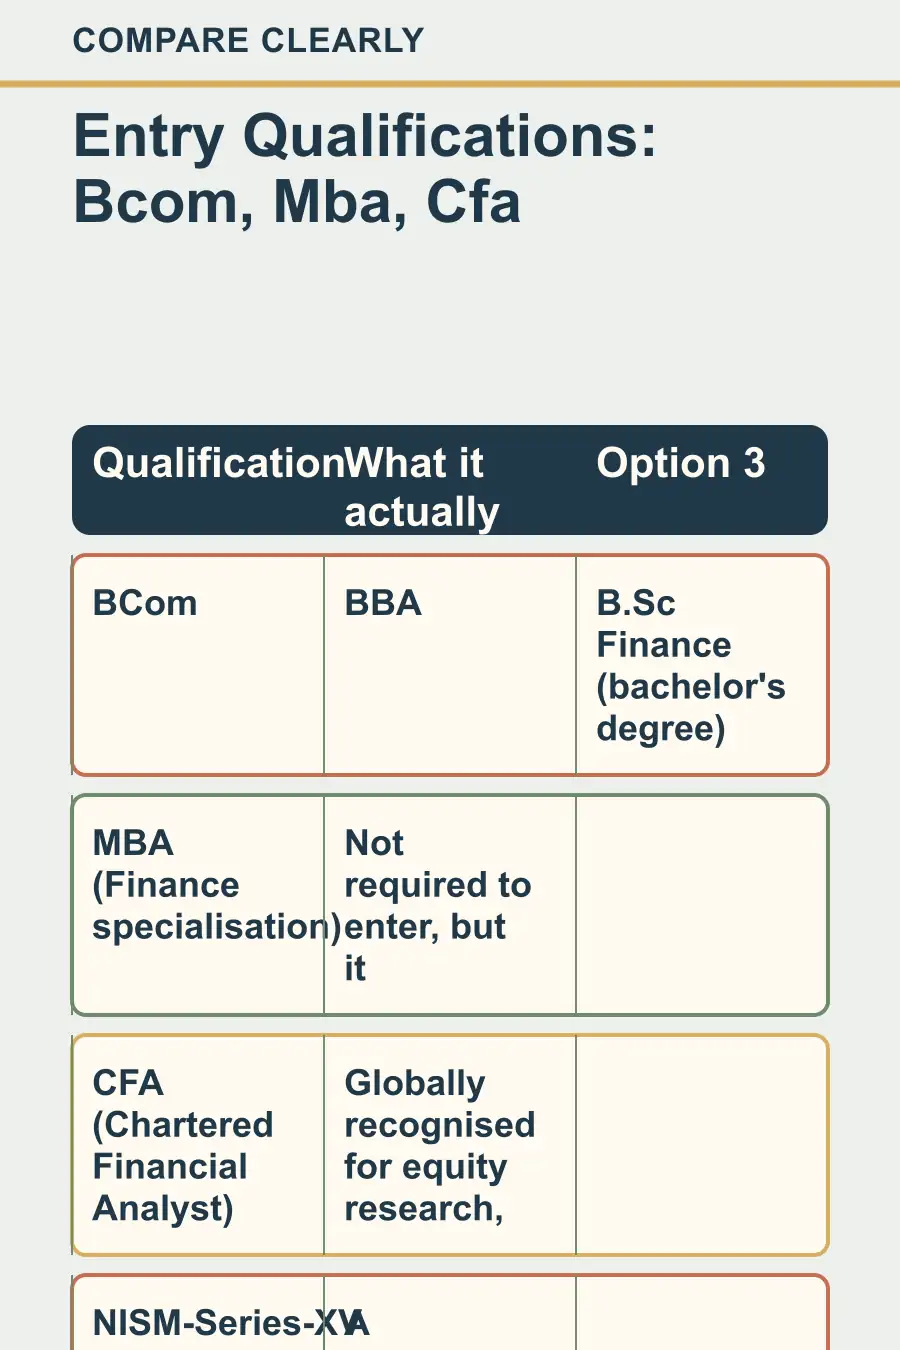 COMPARE CLEARLY
Entry Qualifications:
Bcom, Mba, Cfa
Qualification
What it
actually
Option 3
BCom
BBA
B.Sc
Finance
(bachelor's
degree)
MBA
(Finance
specialisation)
Not
required to
enter, but
it
CFA
(Chartered
Financial
Analyst)
Globally
recognised
for equity
research,
NISM-Series-XV
A